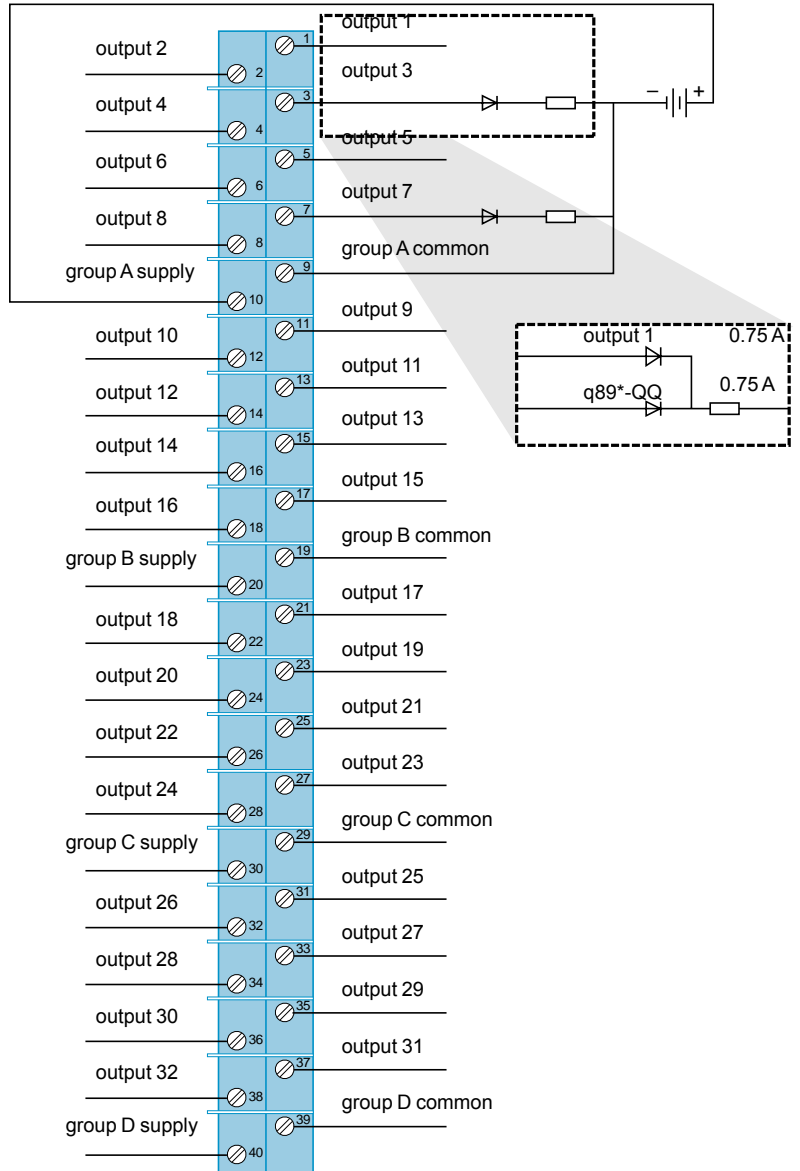 output 1
output 2
1
2
output 3
output 4
3
− +
4
output 5
output 6
5
6
output 7
output 8
7
8
group A common
group A supply
9
10
output 9
11
output 10
12
output 1 0.75 A
output 11
13
output 12
0.75 A
q89*-QQ
14
output 13
15
output 14
16
output 15
17
output 16
18
group B common
19
group B supply
20
output 17
21
output 18
22
output 19
23
output 20
24
output 21
25
output 22
26
output 23
27
output 24
28
group C common
29
group C supply
30
output 25
31
output 26
32
output 27
33
output 28
34
output 29
35
output 30
36
output 31
37
output 32
38
group D common
39
group D supply
40